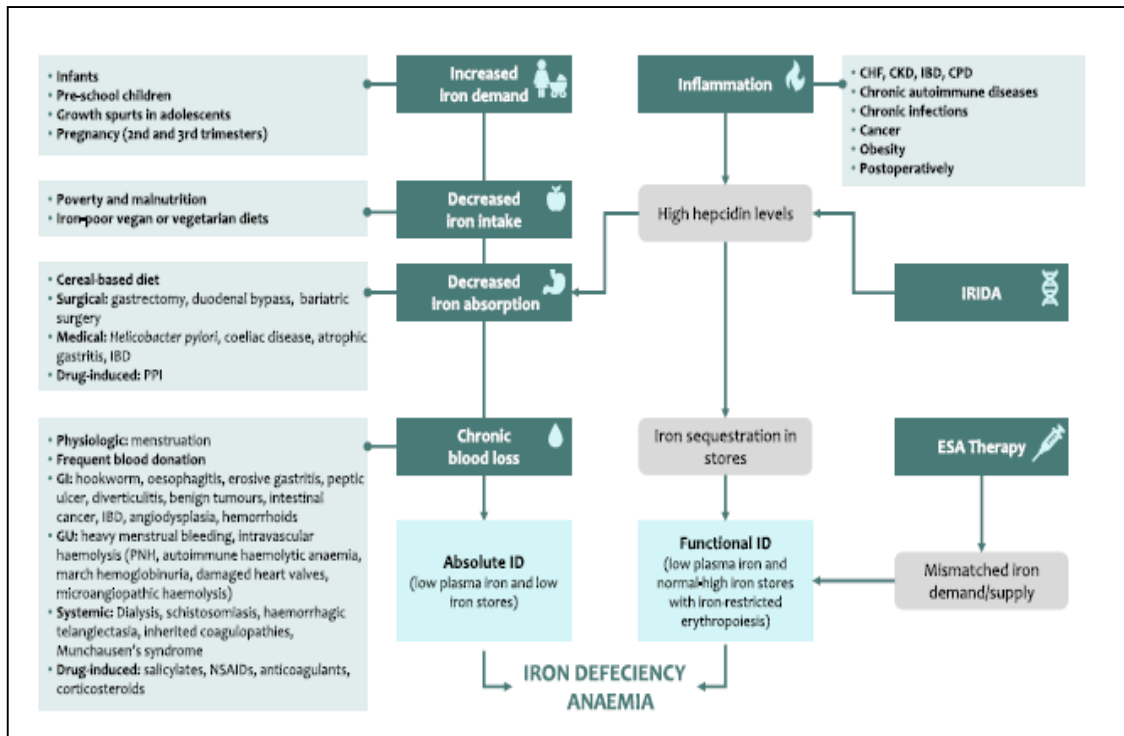 • Infants
• Pre-school children
• Growth spurts in adolescents
• Pregnancy (2nd and 3rd trimesters)
Increased
iron demand
Inflammation
• CHF, CKD, IBD, CPD
• Chronic autoimmune diseases
• Chronic infections
• Cancer
• Obesity
• Postoperatively
• Poverty and malnutrition
• Iron-poor vegan or vegetarian diets
Decreased
iron intake
High hepcidin levels
• Cereal-based diet
• Surgical: gastrectomy, duodenal bypass, bariatric
surgery
• Medical: Helicobacter pylori, coeliac disease, atrophic
gastritis, IBD
• Drug-induced: PPI
Decreased
iron absorption
IRIDA
• Physiologic: menstruation
• Frequent blood donation
• GI: hookworm, oesophagitis, erosive gastritis, peptic
ulcer, diverticulitis, benign tumours, intestinal
cancer, IBD, angiodysplasia, hemorrhoids
• GU: heavy menstrual bleeding, intravascular
haemolysis (PNH, autoimmune haemolytic anaemia,
march hemoglobinuria, damaged heart valves,
microangiopathic haemolysis)
• Systemic: Dialysis, schistosomiasis, haemorrhagic
telangiectasia, inherited coagulopathies,
Munchausen's syndrome
• Drug-induced: salicylates, NSAIDs, anticoagulants,
corticosteroids
Chronic
blood loss
Iron sequestration in
stores
ESA Therapy
Absolute ID
(low plasma iron and low
iron stores)
Functional ID
(low plasma iron and
normal-high iron stores
with iron-restricted
erythropoiesis)
Mismatched iron
demand/supply
IRON DEFECIENCY
ANAEMIA